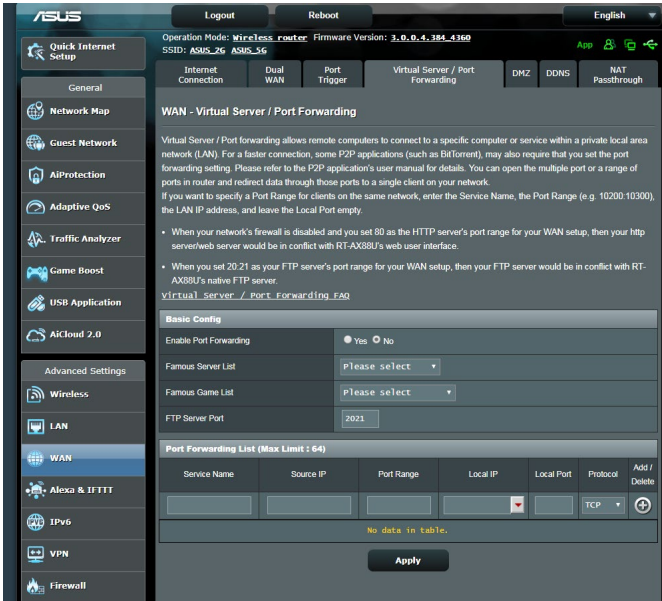 ASUS
Logout
Reboot
English
Quick Internet
Setup
General
Network Map
Guest Network
AiProtection
Adaptive QoS
Traffic Analyzer
Game Boost
USB Application
AiCloud 2.0
Advanced Settings
Wireless
LAN
WAN
Alexa & IFTTT
IPv6
VPN
Firewall
Operation Mode: Wireless router Firmware Version: 3.0.0.4.384_4360
SSID: ASUS_2G ASUS_5G
App
Internet
Connection
Dual
WAN
Port
Trigger
Virtual Server / Port
Forwarding
DMZ
DDNS
NAT
Passthrough
WAN - Virtual Server / Port Forwarding
Virtual Server / Port forwarding allows remote computers to connect to a specific computer or service within a private local area
network (LAN). For a faster connection, some P2P applications (such as BitTorrent), may also require that you set the port
forwarding setting. Please refer to the P2P application's user manual for details. You can open the multiple port or a range of
ports in router and redirect data through those ports to a single client on your network.
If you want to specify a Port Range for clients on the same network, enter the Service Name, the Port Range (e.g. 10200:10300),
the LAN IP address, and leave the Local Port empty.
• When your network's firewall is disabled and you set 80 as the HTTP server's port range for your WAN setup, then your http
server/web server would be in conflict with RT-AX88U's web user interface.
• When you set 20:21 as your FTP server's port range for your WAN setup, then your FTP server would be in conflict with RT-
AX88U's native FTP server.
Virtual Server / Port Forwarding FAQ
Basic Config
Enable Port Forwarding
Yes No
Famous Server List
Please select
Famous Game List
Please select
FTP Server Port
2021
Port Forwarding List (Max Limit : 64)
Service Name
Source IP
Port Range
Local IP
Local Port
Protocol
Add /
Delete
TCP
No data in table.
Apply